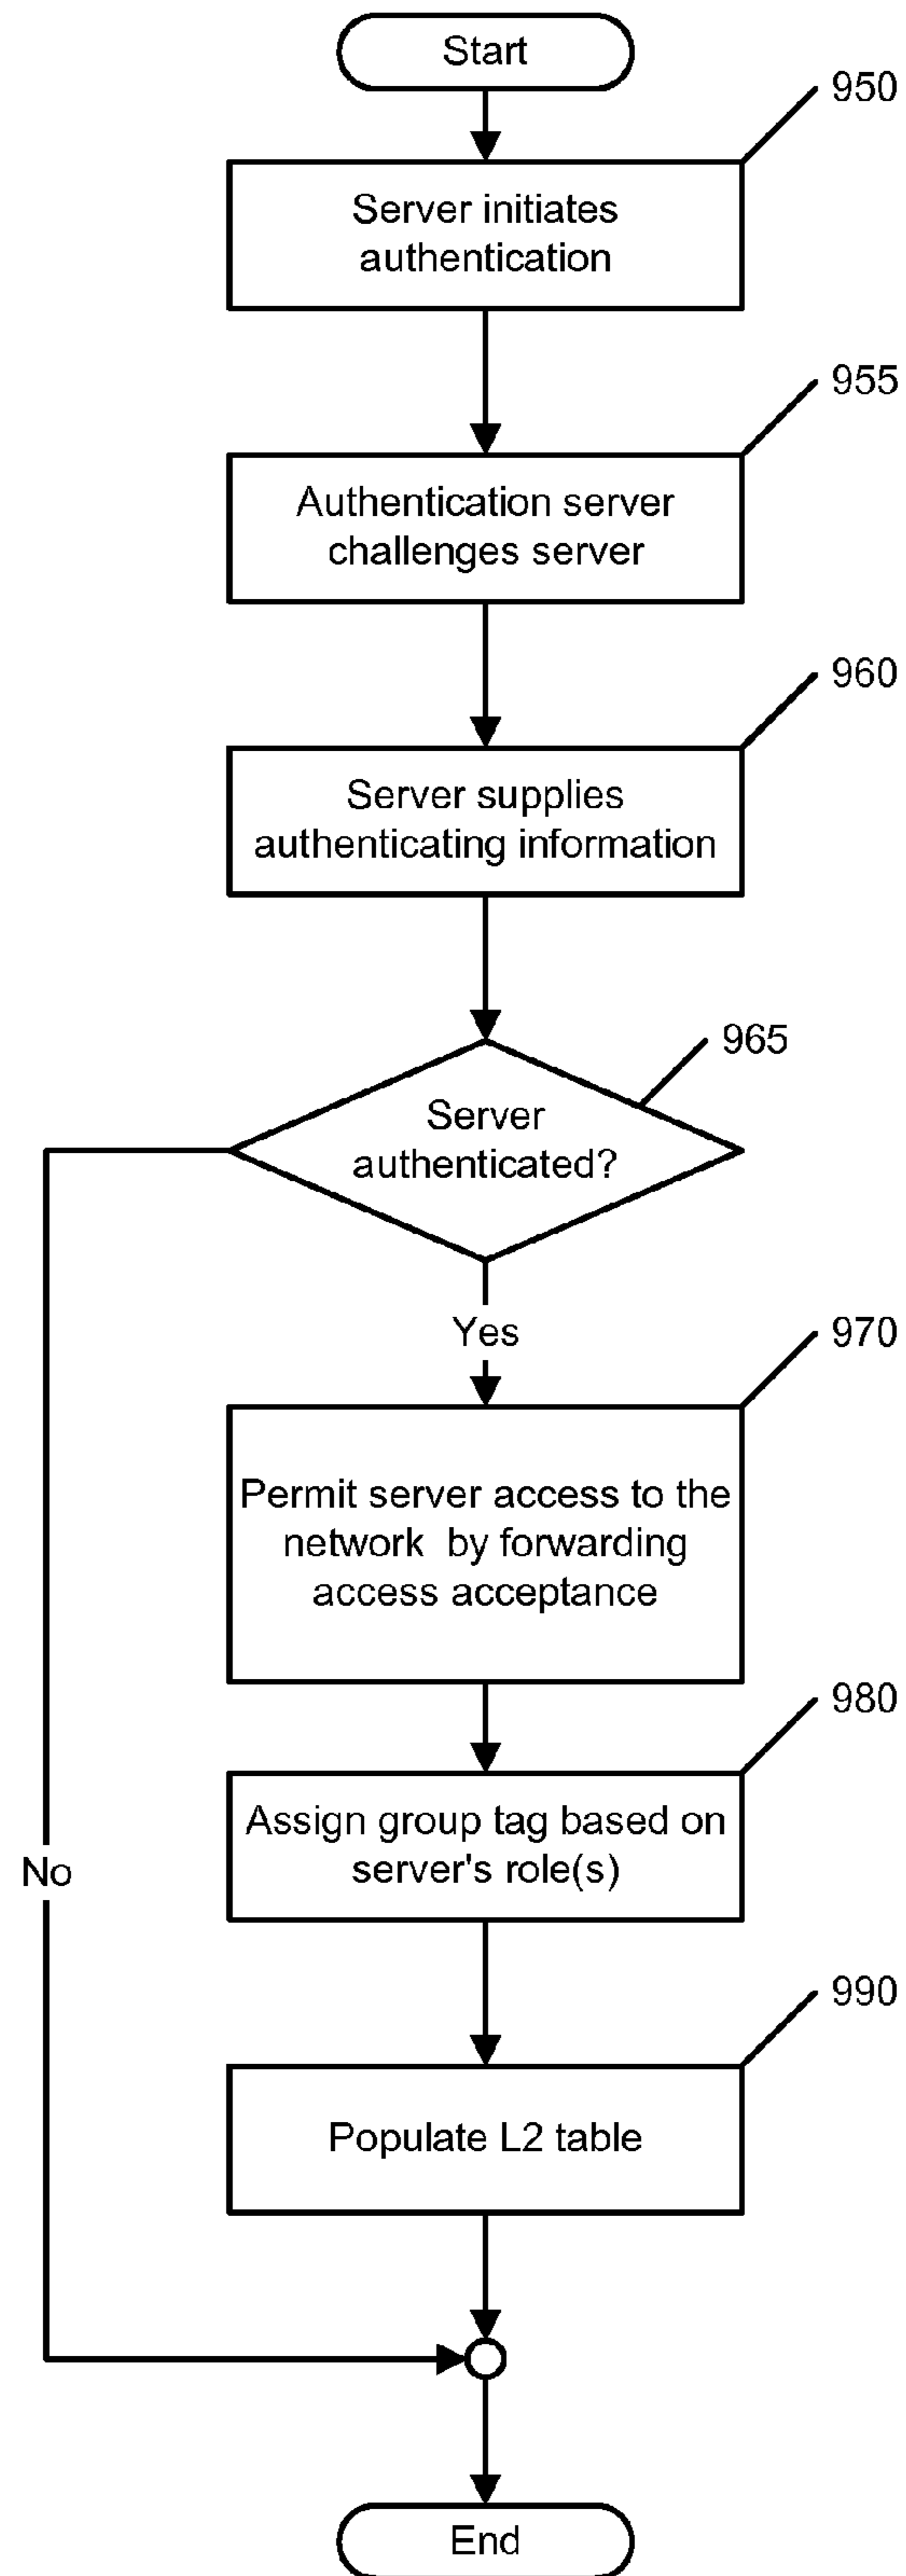 Start
950
Server initiates
authentication
955
Authentication server
challenges server
960
Server supplies
authenticating information
965
Server
authenticated?
Yes
970
Permit server access to the
network by forwarding
access acceptance
980
Assign group tag based on
server's role(s)
No
990
Populate L2 table
End